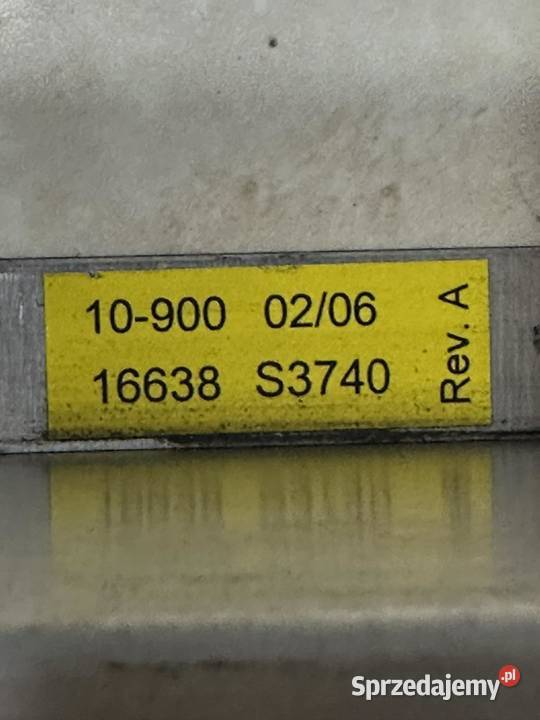 10-900 02/06
16638 S3740
Rev. A
Sprzedajemy.pl